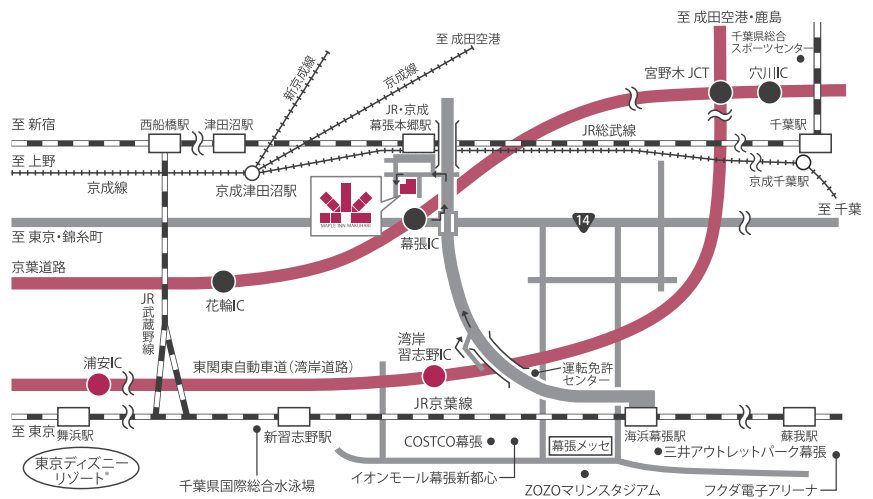 至 成田空港・鹿島
千葉県総合
スポーツセンター
至 成田空港
新京成線
京成線
宮野木 JCT
穴川IC
JR・京成
幕張本郷駅
至 新宿
西船橋駅
津田沼駅
JR総武線
千葉駅
至 上野
京成線
京成津田沼駅
京成千葉駅
至 千葉
MAPLE INN MAKUHARI
14
至 東京・錦糸町
幕張IC
京葉道路
花輪IC
JR武蔵野線
湾岸
習志野IC
浦安IC
東関東自動車道（湾岸道路）
運転免許
センター
JR京葉線
至 東京
舞浜駅
新習志野駅
海浜幕張駅
蘇我駅
COSTCO幕張
幕張メッセ
三井アウトレットパーク幕張
東京ディズニー
リゾート®
千葉県国際総合水泳場
イオンモール幕張新都心
ZOZOマリンスタジアム
フクダ電子アリーナ